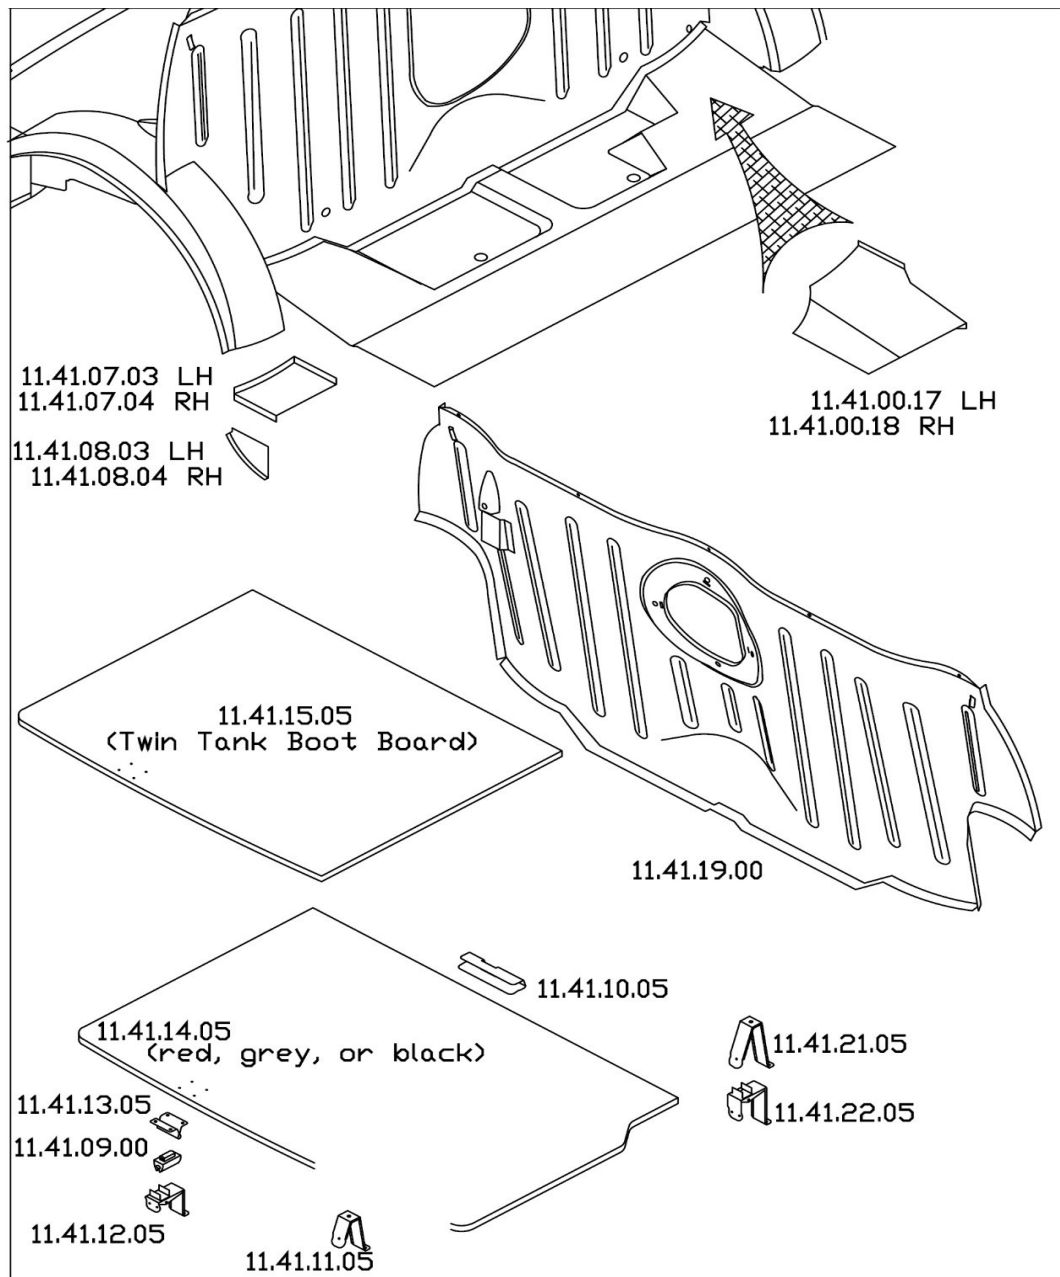 11.41.07.03 LH
11.41.07.04 RH
11.41.00.17 LH
11.41.00.18 RH
11.41.08.03 LH
11.41.08.04 RH
11.41.15.05
(Twin Tank Boot Board)
11.41.19.00
11.41.10.05
11.41.14.05
(red, grey, or black)
11.41.21.05
11.41.13.05
11.41.22.05
11.41.09.00
11.41.12.05
11.41.11.05